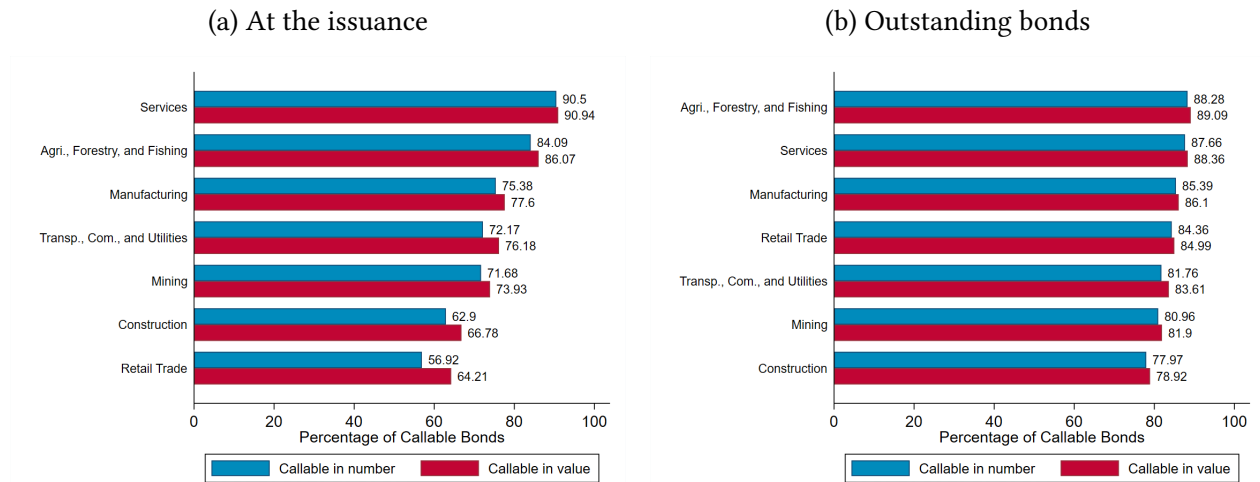 (a) At the issuance
Services
90.5
90.94
Agri., Forestry, and Fishing
84.09
86.07
Manufacturing
75.38
77.6
Transp., Com., and Utilities
72.17
76.18
Mining
71.68
73.93
Construction
62.9
66.78
Retail Trade
56.92
64.21
0 20 40 60 80 100
Percentage of Callable Bonds
Callable in number Callable in value
(b) Outstanding bonds
Agri., Forestry, and Fishing
88.28
89.09
Services
87.66
88.36
Manufacturing
85.39
86.1
Retail Trade
84.36
84.99
Transp., Com., and Utilities
81.76
83.61
Mining
80.96
81.9
Construction
77.97
78.92
0 20 40 60 80 100
Percentage of Callable Bonds
Callable in number Callable in value